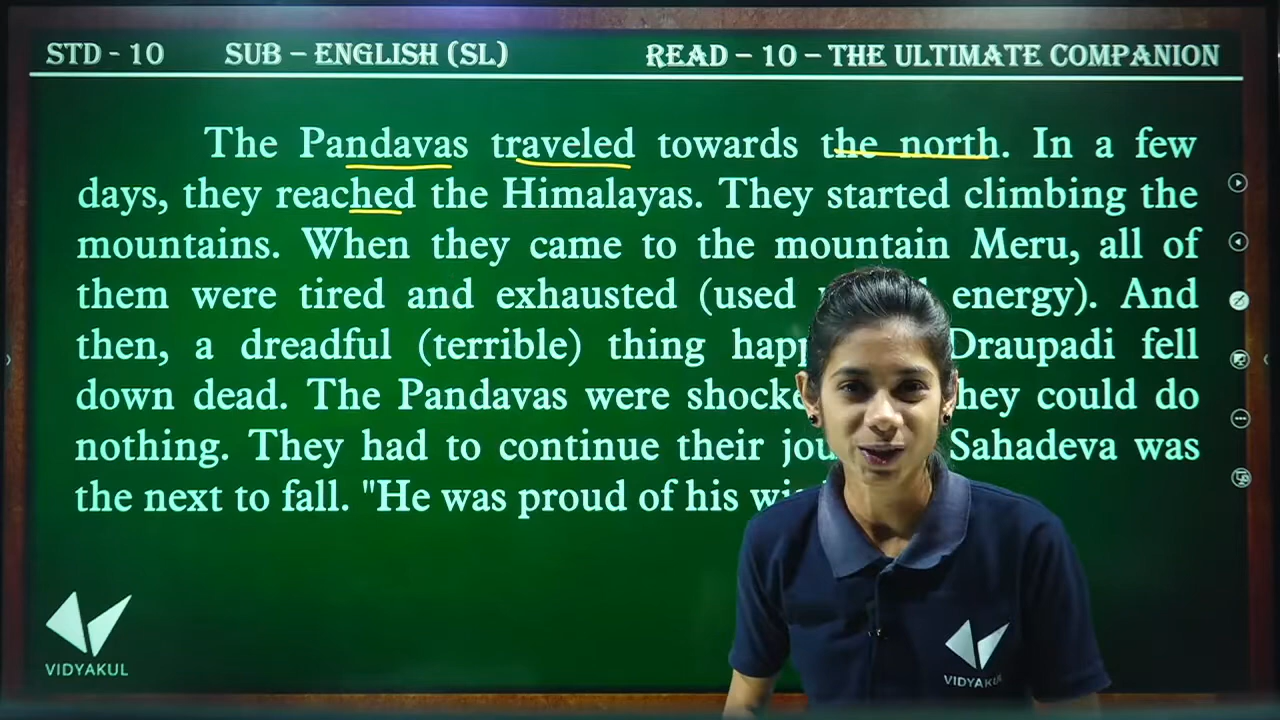 STD - 10 SUB – ENGLISH (SL) READ – 10 – THE ULTIMATE COMPANION
The Pandavas traveled towards the north. In a few
days, they reached the Himalayas. They started climbing the
mountains. When they came to the mountain Meru, all of
them were tired and exhausted (used energy). And
then, a dreadful (terrible) thing Draupadi fell
down dead. The Pandavas were could do
nothing. They had to continue their Sahadeva was
the next to fall. "He was proud of his
VIDYAKUL
VIDYAKUL